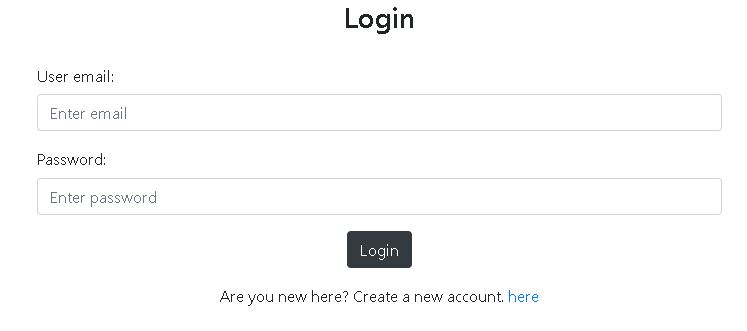 Login
User email:
Enter email
Password:
Enter password
Login
Are you new here? Create a new account. here